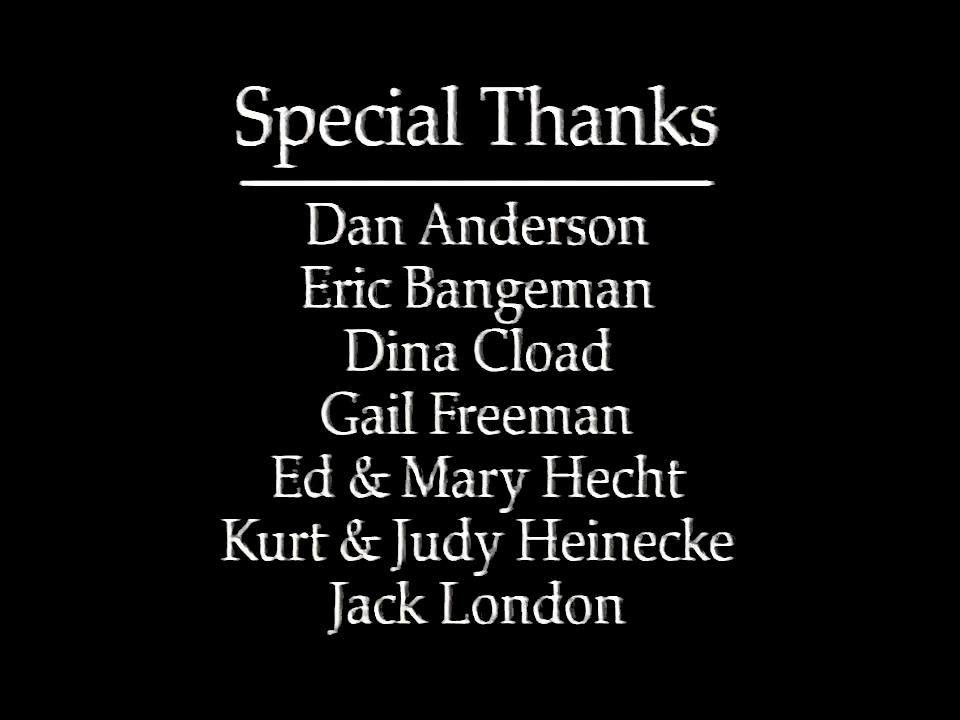 Special Thanks
Dan Anderson
Eric Bangeman
Dina Cload
Gail Freeman
Ed & Mary Hecht
Kurt & Judy Heinecke
Jack London